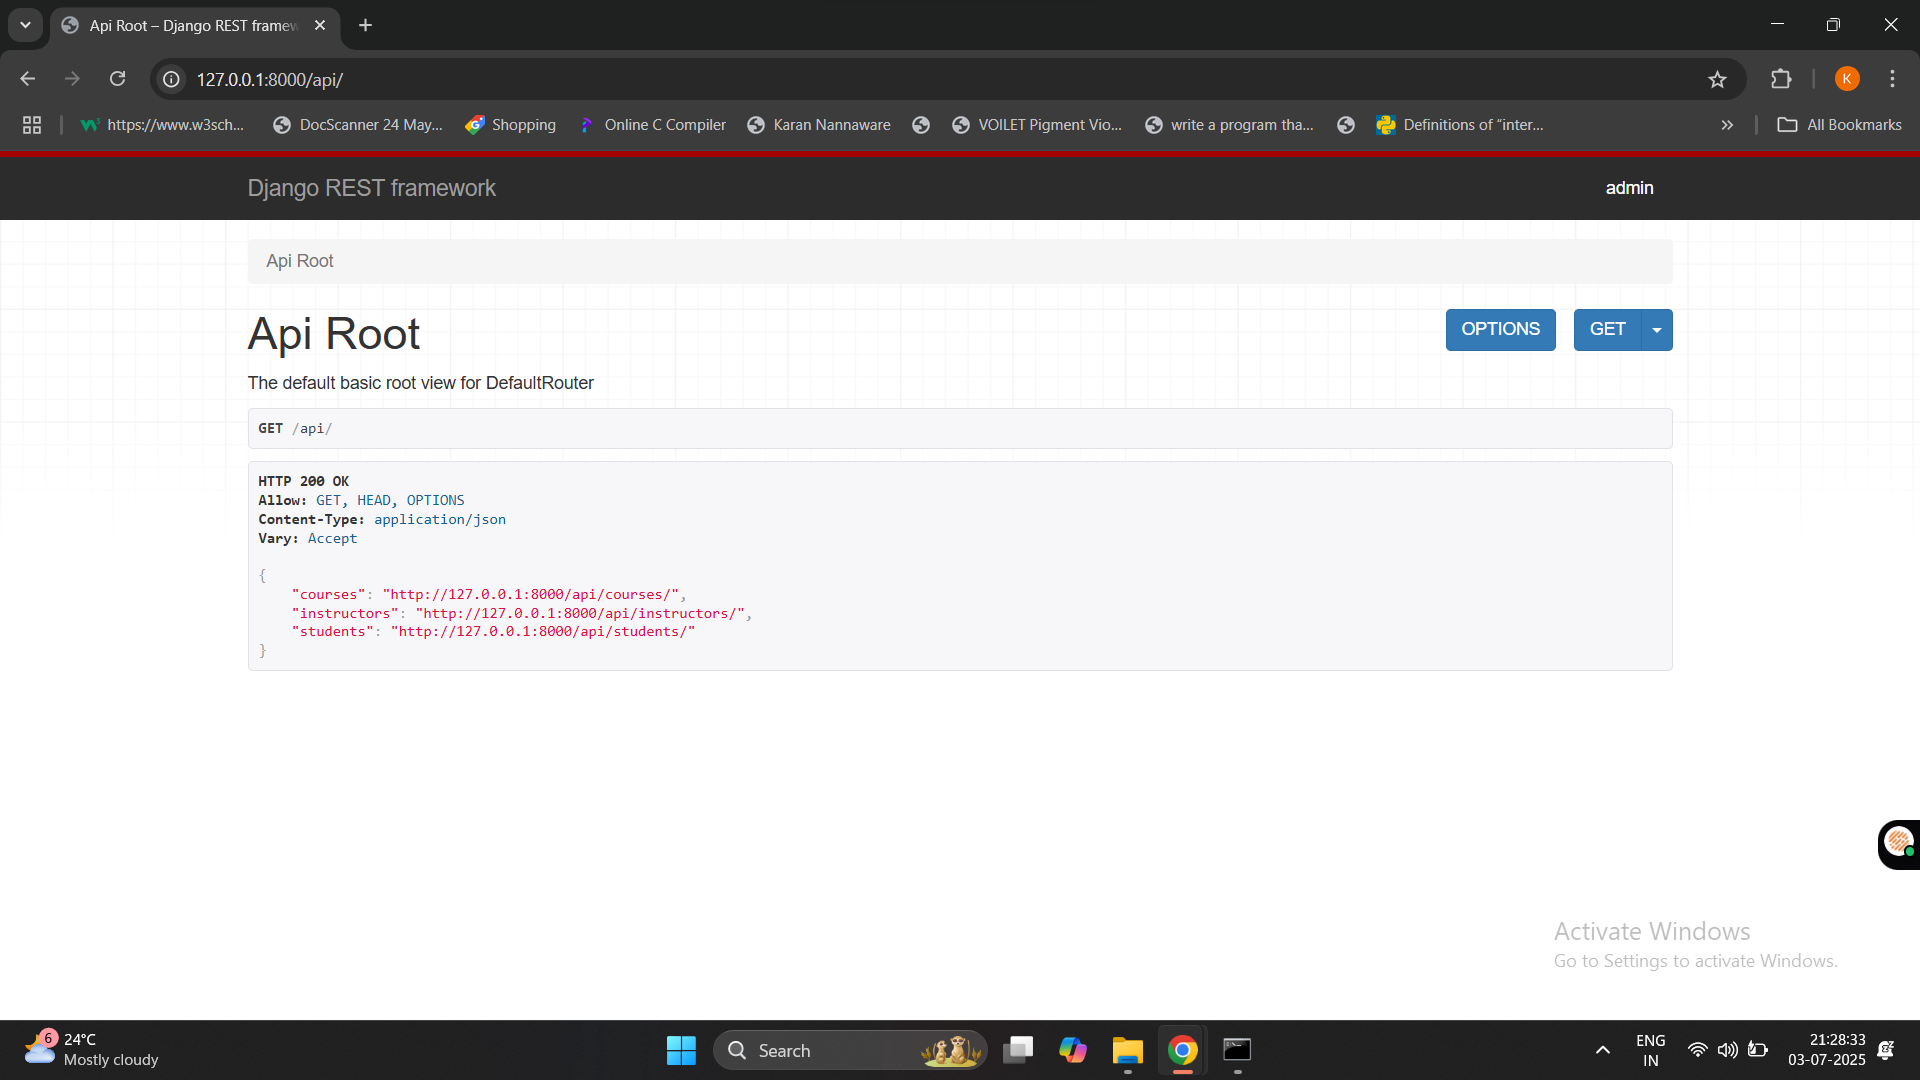 Api Root – Django REST framew
127.0.0.1:8000/api/
K
https://www.w3sch...
DocScanner 24 May...
Shopping
Online C Compiler
Karan Nannaware
VOILET Pigment Vio...
write a program tha...
Definitions of “inter...
All Bookmarks
Django REST framework
admin
Api Root
Api Root
OPTIONS
GET
The default basic root view for DefaultRouter
GET /api/
HTTP 200 OK
Allow: GET, HEAD, OPTIONS
Content-Type: application/json
Vary: Accept
{
"courses": "http://127.0.0.1:8000/api/courses/",
"instructors": "http://127.0.0.1:8000/api/instructors/",
"students": "http://127.0.0.1:8000/api/students/"
}
Activate Windows
Go to Settings to activate Windows.
6
24°C
Mostly cloudy
Search
ENG
IN
21:28:33
03-07-2025